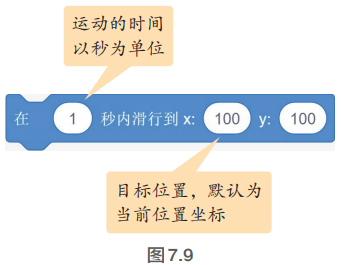 运动的时间
以秒为单位
在 1 秒内滑行到 x: 100 y: 100
目标位置，默认为
当前位置坐标
图7.9